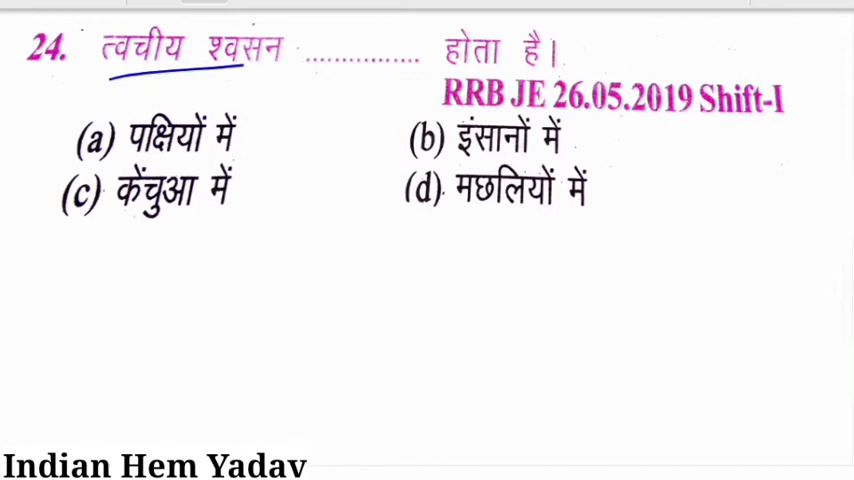 24. त्वचीय श्वसन ................ होता है।
RRB JE 26.05.2019 Shift-I
(a) पक्षियों में (b) इंसानों में
(c) केंचुआ में (d) मछलियों में
Indian Hem Yadav